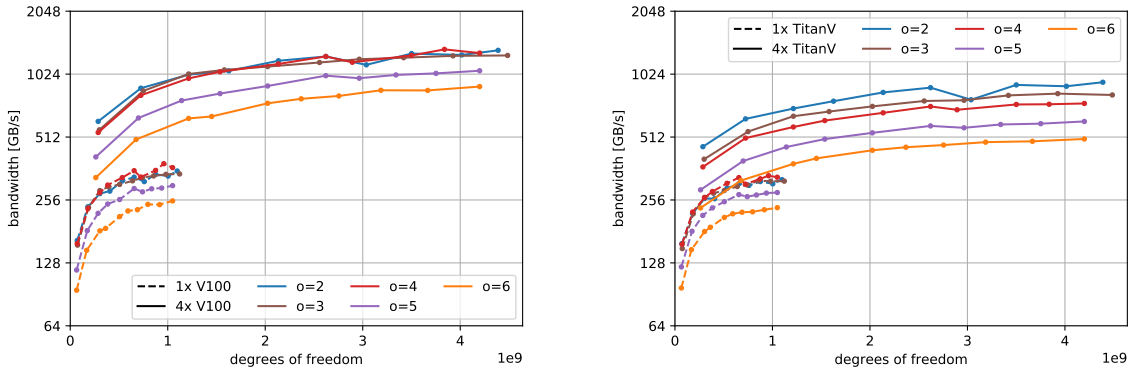 2048
1024
512
256
128
64
bandwidth [GB/s]
0 1 2 3 4
degrees of freedom
1e9
1x V100 o=2 o=4 o=6
4x V100 o=3 o=5
2048
1024
512
256
128
64
bandwidth [GB/s]
0 1 2 3 4
degrees of freedom
1e9
1x TitanV o=2 o=4 o=6
4x TitanV o=3 o=5